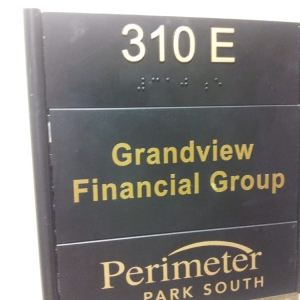 310 E
Grandview
Financial Group
Perimeter
PARK SOUTH